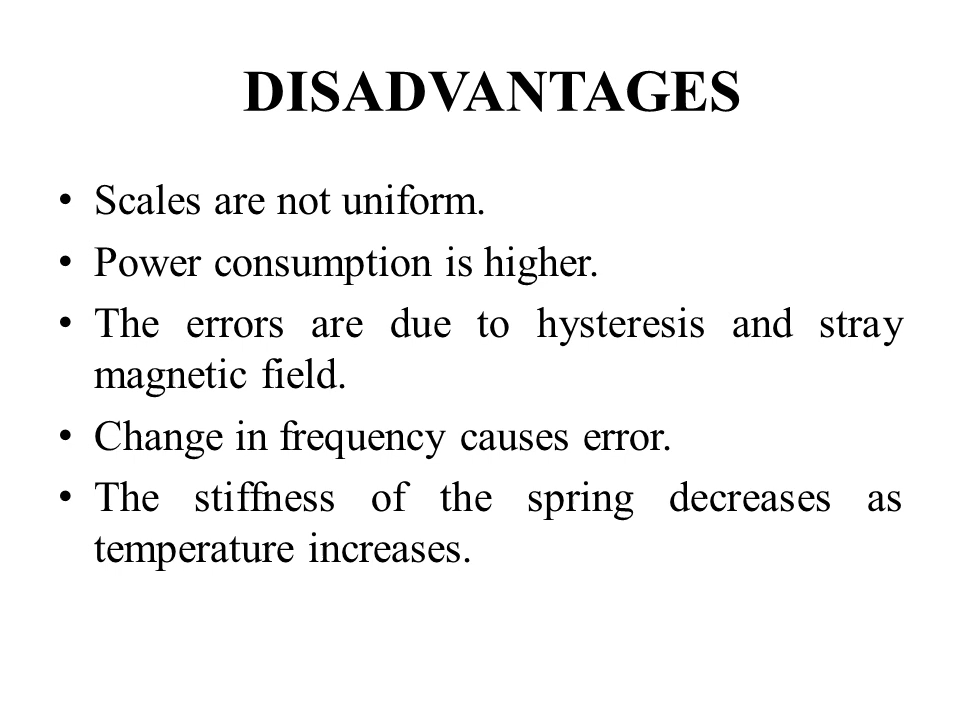 DISADVANTAGES
• Scales are not uniform.
• Power consumption is higher.
• The errors are due to hysteresis and stray
magnetic field.
• Change in frequency causes error.
• The stiffness of the spring decreases as
temperature increases.